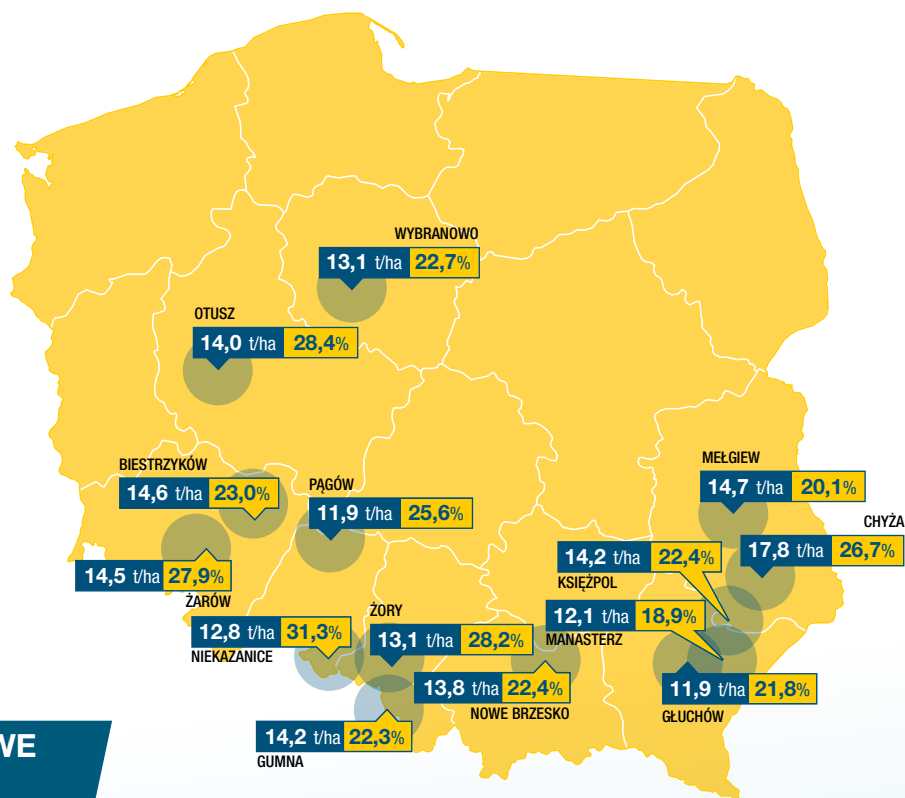 WYBRANOWO
13,1 t/ha 22,7%
OTUSZ
14,0 t/ha 28,4%
BIESTRZYKÓW
14,6 t/ha 23,0%
PĄGÓW
11,9 t/ha 25,6%
MEŁGIEW
14,7 t/ha 20,1%
CHYŻA
17,8 t/ha 26,7%
14,2 t/ha 22,4%
KSIĘŻPOL
14,5 t/ha 27,9%
ŻARÓW
ŻORY
13,1 t/ha 28,2%
12,8 t/ha 31,3%
NIEKAZANICE
12,1 t/ha 18,9%
MANASTERZ
13,8 t/ha 22,4%
NOWE BRZESKO
11,9 t/ha 21,8%
GŁUCHÓW
14,2 t/ha 22,3%
GUMNA
WE